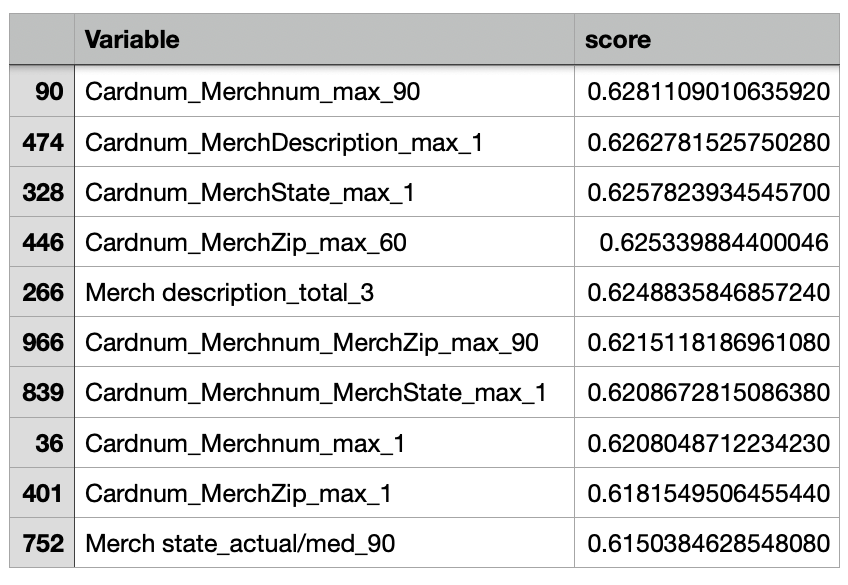 Variable score
90 Cardnum_Merchnum_max_90 0.6281109010635920
474 Cardnum_MerchDescription_max_1 0.6262781525750280
328 Cardnum_MerchState_max_1 0.6257823934545700
446 Cardnum_MerchZip_max_60 0.625339884400046
266 Merch description_total_3 0.6248835846857240
966 Cardnum_Merchnum_MerchZip_max_90 0.6215118186961080
839 Cardnum_Merchnum_MerchState_max_1 0.6208672815086380
36 Cardnum_Merchnum_max_1 0.6208048712234230
401 Cardnum_MerchZip_max_1 0.6181549506455440
752 Merch state_actual/med_90 0.6150384628548080